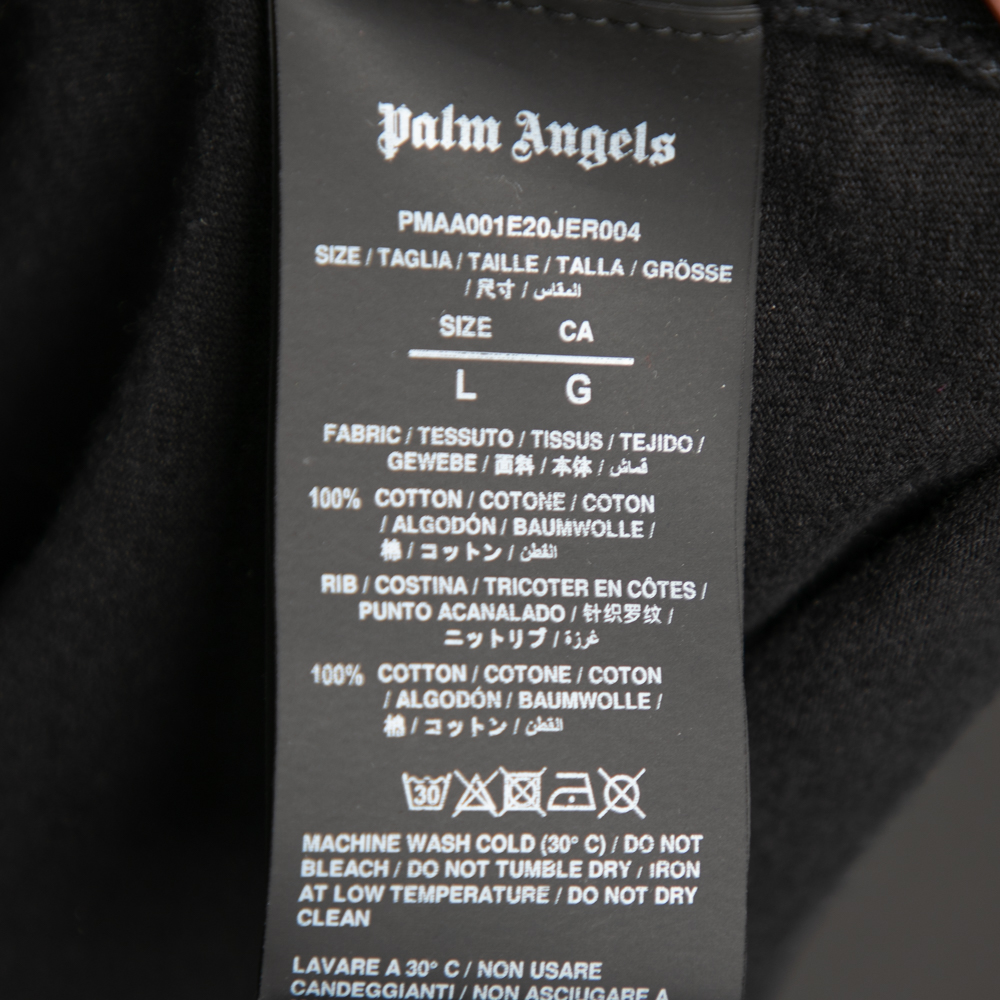 Palm Angels
PMAA001E20JER004
SIZE / TAGLIA / TAILLE / TALLA / GRÖSSE
/ 尺寸 / المقاس
SIZE CA
L G
FABRIC / TESSUTO / TISSUS / TEJIDO /
GEWEBE / 面料 / 本体 / قماش
100% COTTON / COTONE / COTON
/ ALGODÓN / BAUMWOLLE /
棉 / コットン / القطن
RIB / COSTINA / TRICOTER EN CÔTES /
PUNTO ACANALADO / 针织罗纹 /
ニットリブ / غرزة
100% COTTON / COTONE / COTON
/ ALGODÓN / BAUMWOLLE /
棉 / コットン / القطن
30
MACHINE WASH COLD (30° C) / DO NOT
BLEACH / DO NOT TUMBLE DRY / IRON
AT LOW TEMPERATURE / DO NOT DRY
CLEAN
LAVARE A 30° C / NON USARE
CANDEGGIANTI / NON ASCIUGARE A